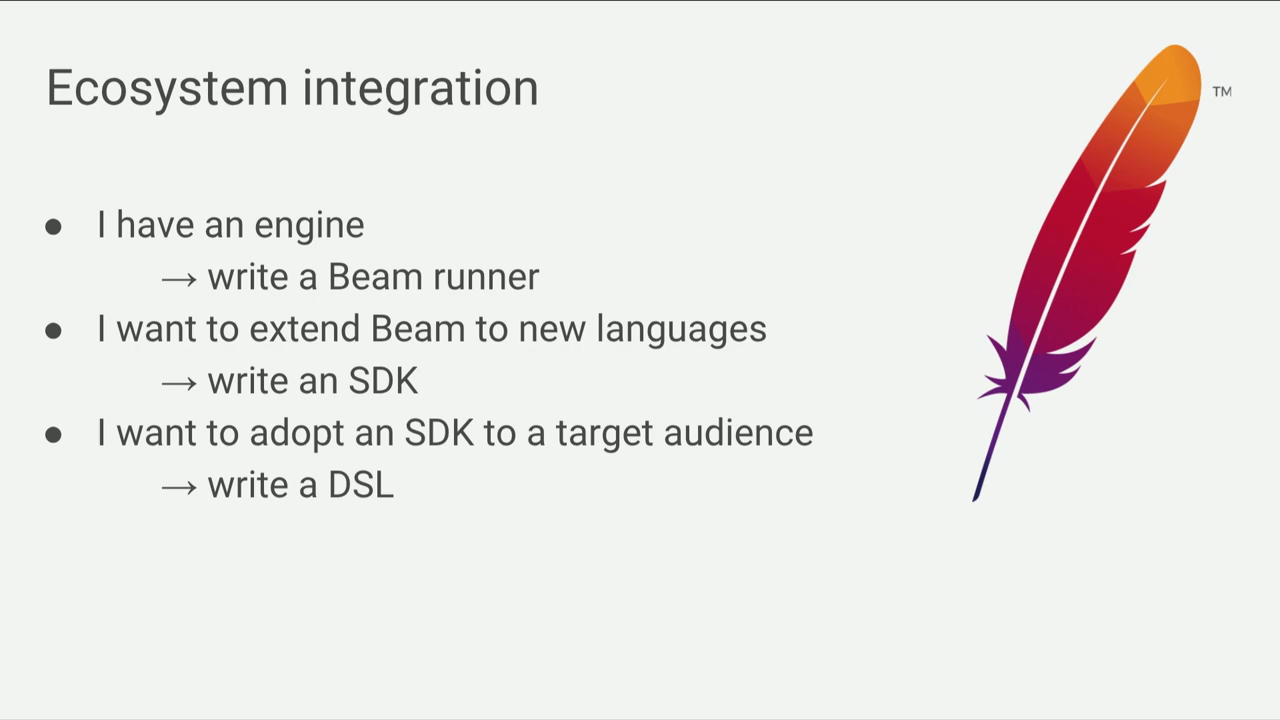 Ecosystem integration
TM
● I have an engine
→ write a Beam runner
● I want to extend Beam to new languages
→ write an SDK
● I want to adopt an SDK to a target audience
→ write a DSL